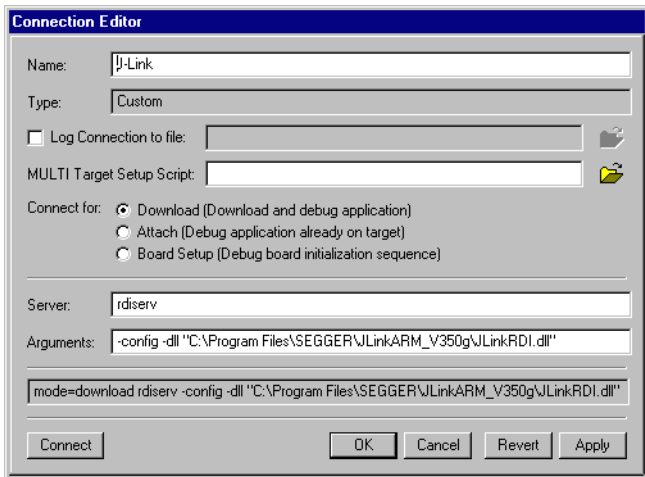 Connection Editor
Name: J-Link
Type: Custom
Log Connection to file:
MULTI Target Setup Script:
Connect for: Download (Download and debug application)
Attach (Debug application already on target)
Board Setup (Debug board initialization sequence)
Server: rdiserv
Arguments: -config -dll "C:\Program Files\SEGGER\JLinkARM_V350g\JLinkRDI.dll"
mode=download rdiserv -config -dll "C:\Program Files\SEGGER\JLinkARM_V350g\JLinkRDI.dll"
Connect OK Cancel Revert Apply